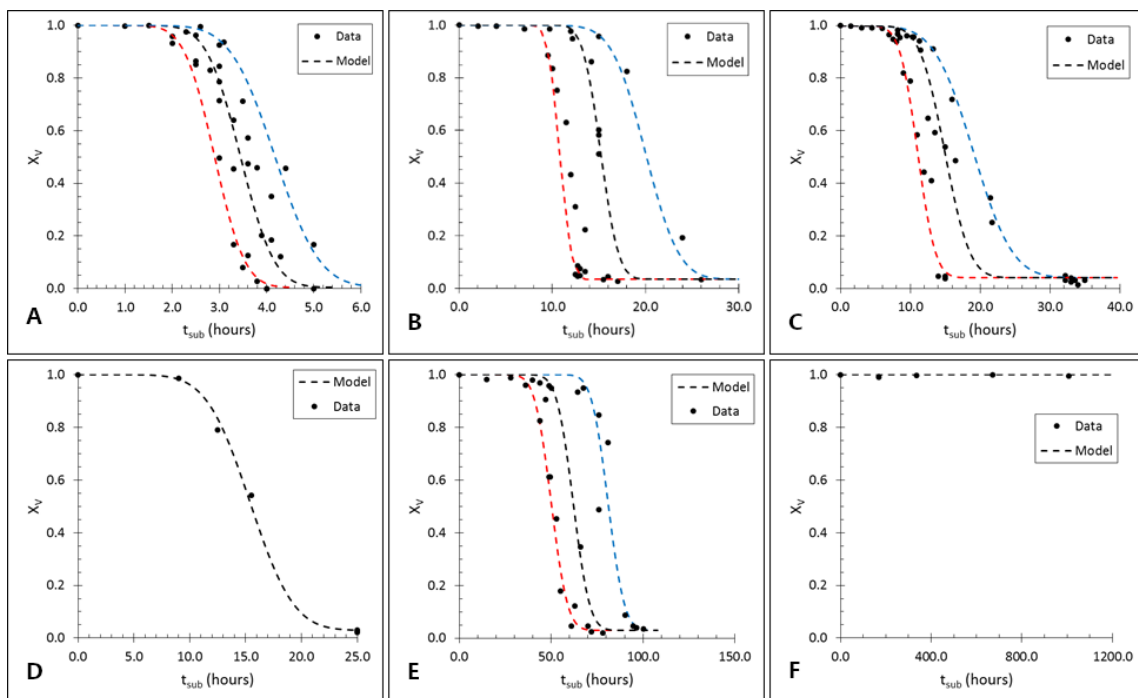 1.0
0.8
0.6
0.4
0.2
0.0
X_V
Data
Model
0.0 1.0 2.0 3.0 4.0 5.0 6.0
t_sub (hours)
A
1.0
0.8
0.6
0.4
0.2
0.0
X_V
Data
Model
0.0 10.0 20.0 30.0
t_sub (hours)
B
1.0
0.8
0.6
0.4
0.2
0.0
X_V
Data
Model
0.0 10.0 20.0 30.0 40.0
t_sub (hours)
C
1.0
0.8
0.6
0.4
0.2
0.0
X_V
Model
Data
0.0 5.0 10.0 15.0 20.0 25.0
t_sub (hours)
D
1.0
0.8
0.6
0.4
0.2
0.0
X_V
Model
Data
0.0 50.0 100.0 150.0
t_sub (hours)
E
1.0
0.8
0.6
0.4
0.2
0.0
X_V
Data
Model
0.0 400.0 800.0 1200.0
t_sub (hours)
F